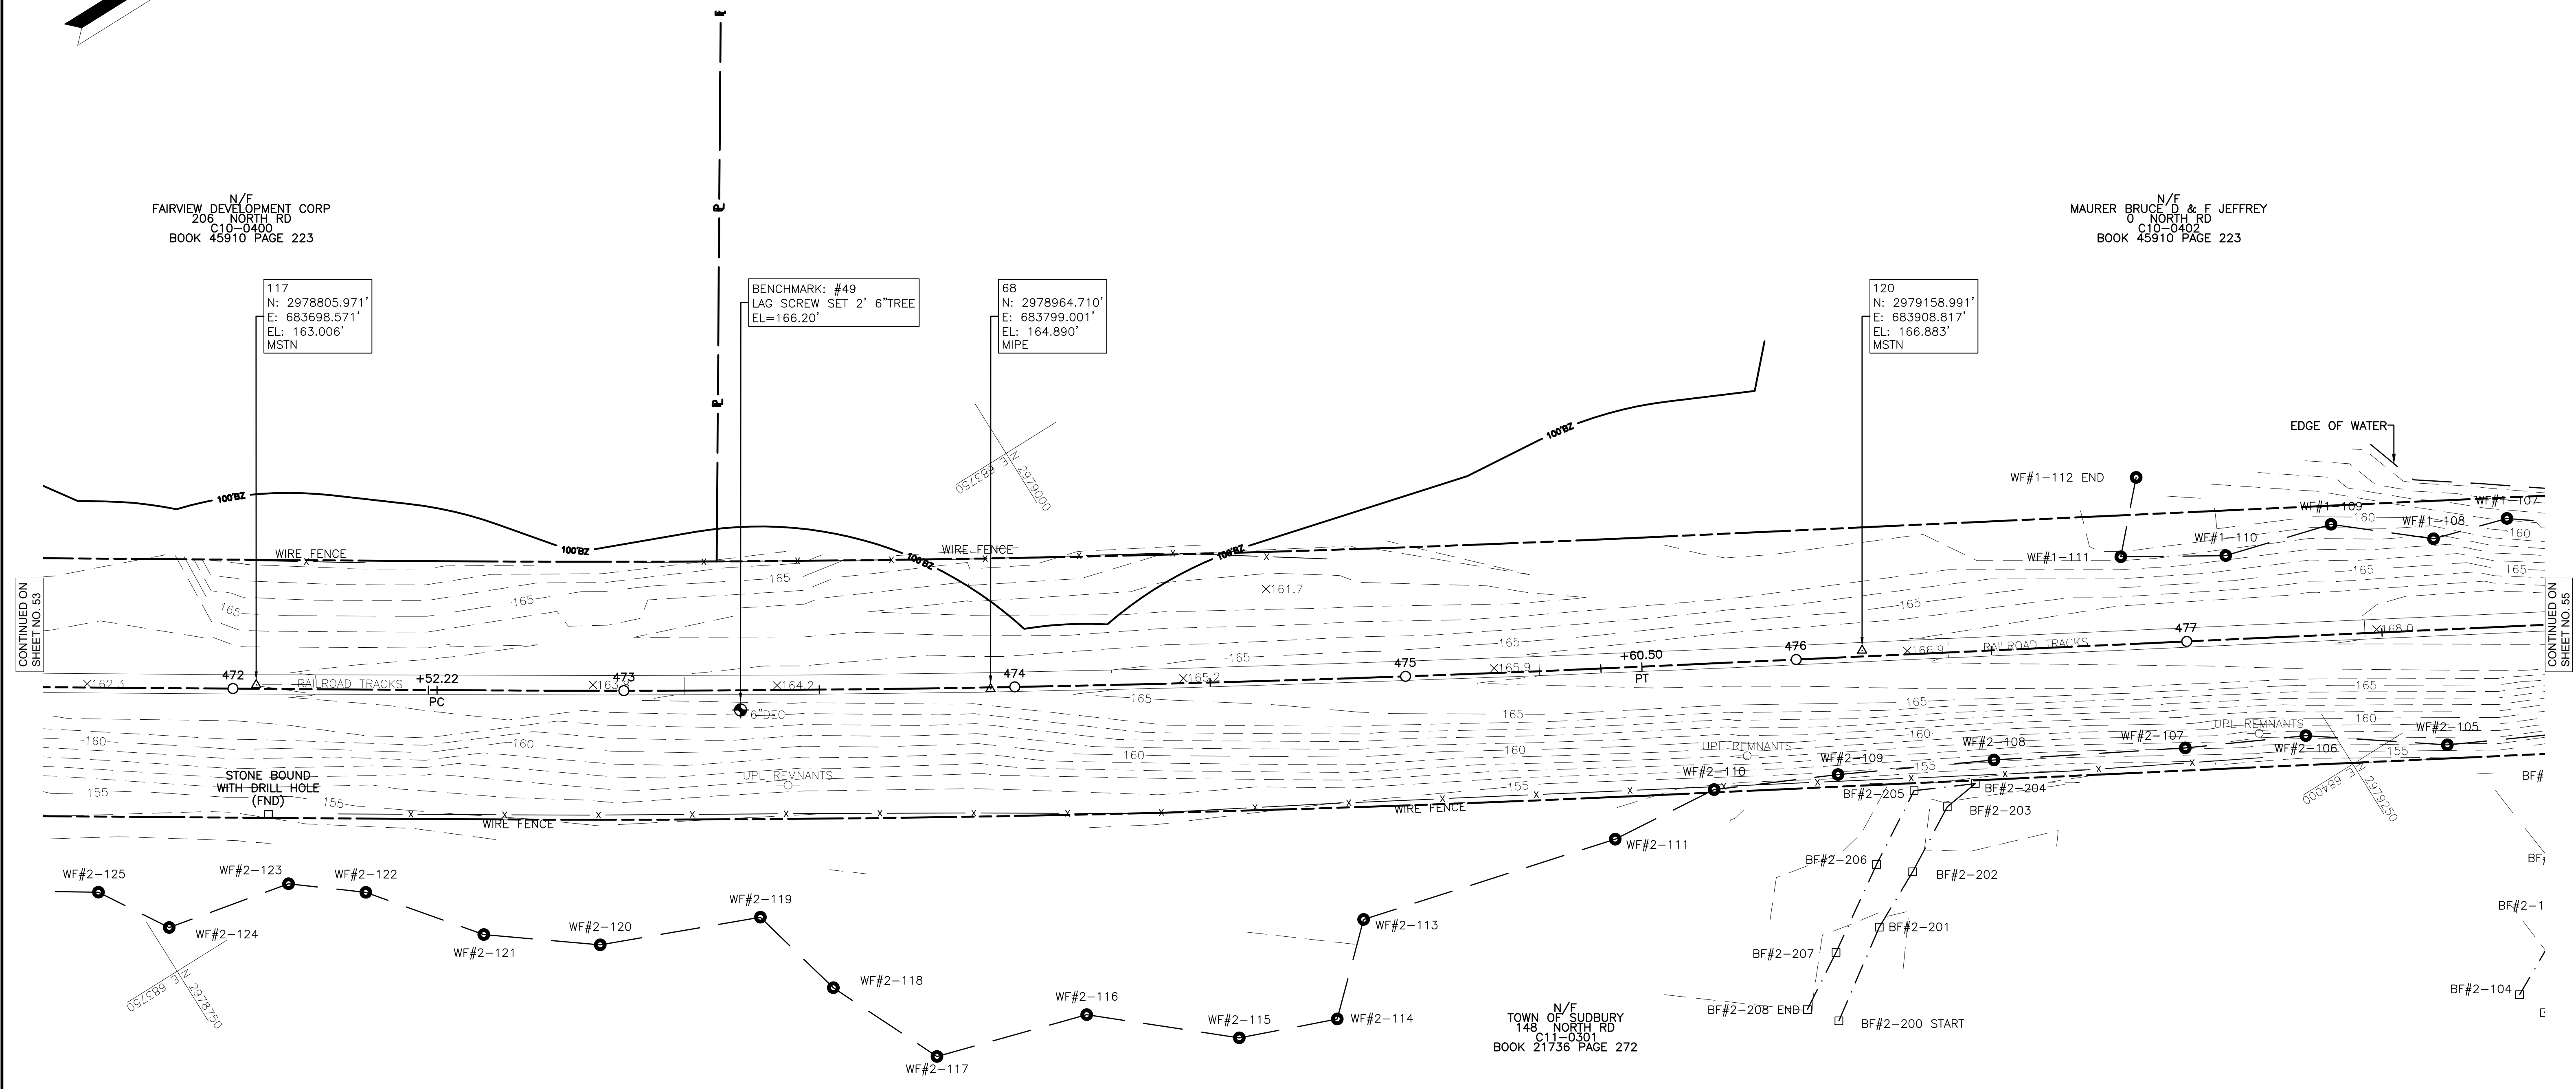 N/F
FAIRVIEW DEVELOPMENT CORP
206 NORTH RD
C10-0400
BOOK 45910 PAGE 223
N/F
MAURER BRUCE D & F JEFFREY
0 NORTH RD
C10-0402
BOOK 45910 PAGE 223
117
N: 2978805.971'
E: 683698.571'
EL: 163.006'
MSTN
BENCHMARK: #49
LAG SCREW SET 2' 6"TREE
EL=166.20'
68
N: 2978964.710'
E: 683799.001'
EL: 164.890'
MIPE
120
N: 2979158.991'
E: 683908.817'
EL: 166.883'
MSTN
N 2979000
E 683750
EDGE OF WATER
100'BZ
100'BZ
100'BZ
100'BZ
100'BZ
WF#1-112 END
WF#1-111
WF#1-110
WF#1-109
WF#1-108
WF#1-107
160
160
WIRE FENCE
WIRE FENCE
165
165
165
165
165
165
165
165
161.7
CONTINUED ON
SHEET NO. 53
CONTINUED ON
SHEET NO. 55
472
473
474
475
476
477
+52.22
PC
+60.50
PT
162.3
RAILROAD TRACKS
164.2
165.2
165.9
166.9
RAILROAD TRACKS
168.0
6"DEC
165
165
165
165
160
160
160
160
160
160
155
155
155
155
155
STONE BOUND
WITH DRILL HOLE
(FND)
UPL REMNANTS
UPL REMNANTS
UPL REMNANTS
WIRE FENCE
WIRE FENCE
WF#2-105
WF#2-106
WF#2-107
WF#2-108
WF#2-109
WF#2-110
WF#2-111
WF#2-113
WF#2-114
WF#2-115
WF#2-116
WF#2-117
WF#2-118
WF#2-119
WF#2-120
WF#2-121
WF#2-122
WF#2-123
WF#2-124
WF#2-125
BF#2-205
BF#2-204
BF#2-203
BF#2-206
BF#2-202
BF#2-201
BF#2-207
BF#2-208 END
BF#2-200 START
BF#
BF#
BF#2-1
BF#2-104
N 2979250
E 684000
N 2978750
E 683750
N/F
TOWN OF SUDBURY
148 NORTH RD
C11-0301
BOOK 21736 PAGE 272